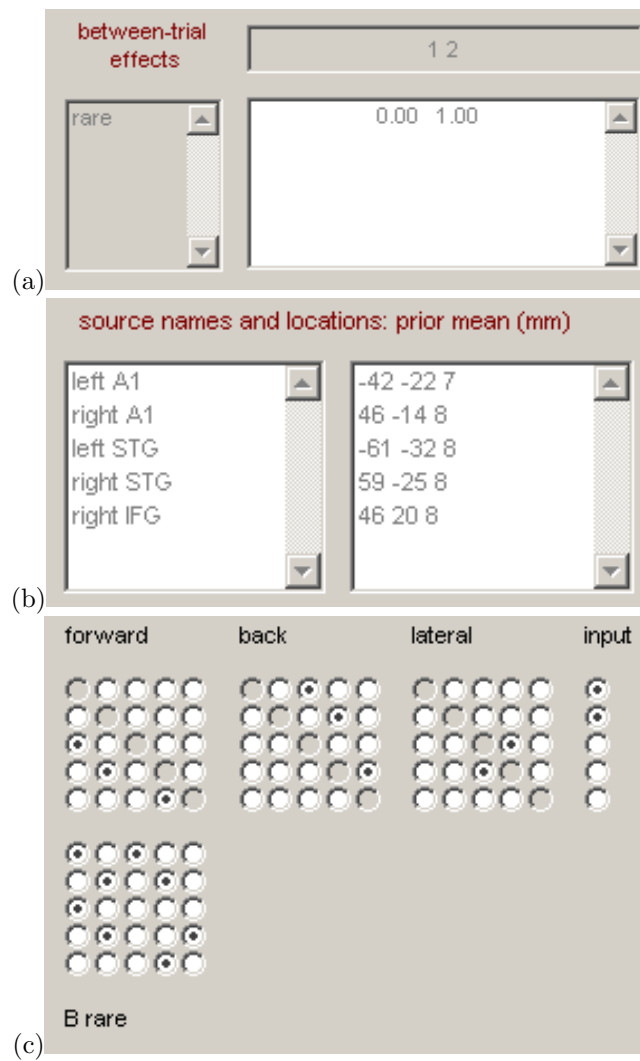 between-trial
effects
1 2
rare
0.00 1.00
(a)
source names and locations: prior mean (mm)
left A1
-42 -22 7
right A1
46 -14 8
left STG
-61 -32 8
right STG
59 -25 8
right IFG
46 20 8
(b)
forward back lateral input
B rare
(c)